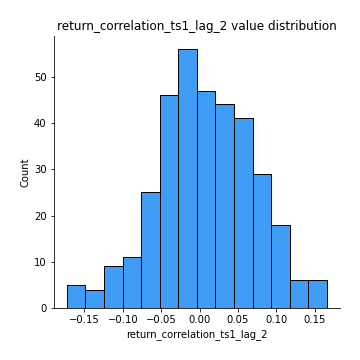 return_correlation_ts1_lag_2 value distribution
Count
50
40
30
20
10
0
−0.15 −0.10 −0.05 0.00 0.05 0.10 0.15
return_correlation_ts1_lag_2